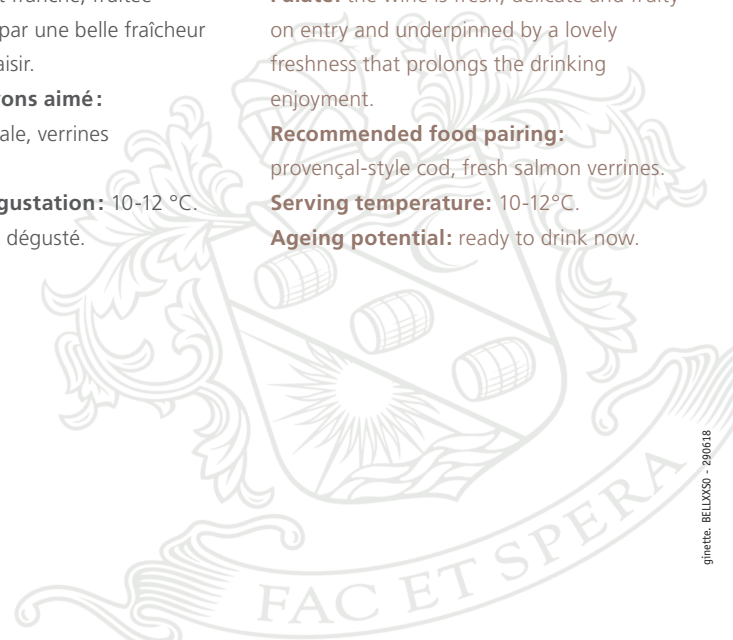 t franche, fruitée
par une belle fraîcheur
aisir.
ons aimé :
ale, verrines
gustation : 10-12 °C.
dégusté.
Palate: the wine is fresh, delicate and fruity
on entry and underpinned by a lovely
freshness that prolongs the drinking
enjoyment.
Recommended food pairing:
provençal-style cod, fresh salmon verrines.
Serving temperature: 10-12°C.
Ageing potential: ready to drink now.
ginette. BELLXXS0 - 290618
FAC ET SPERA